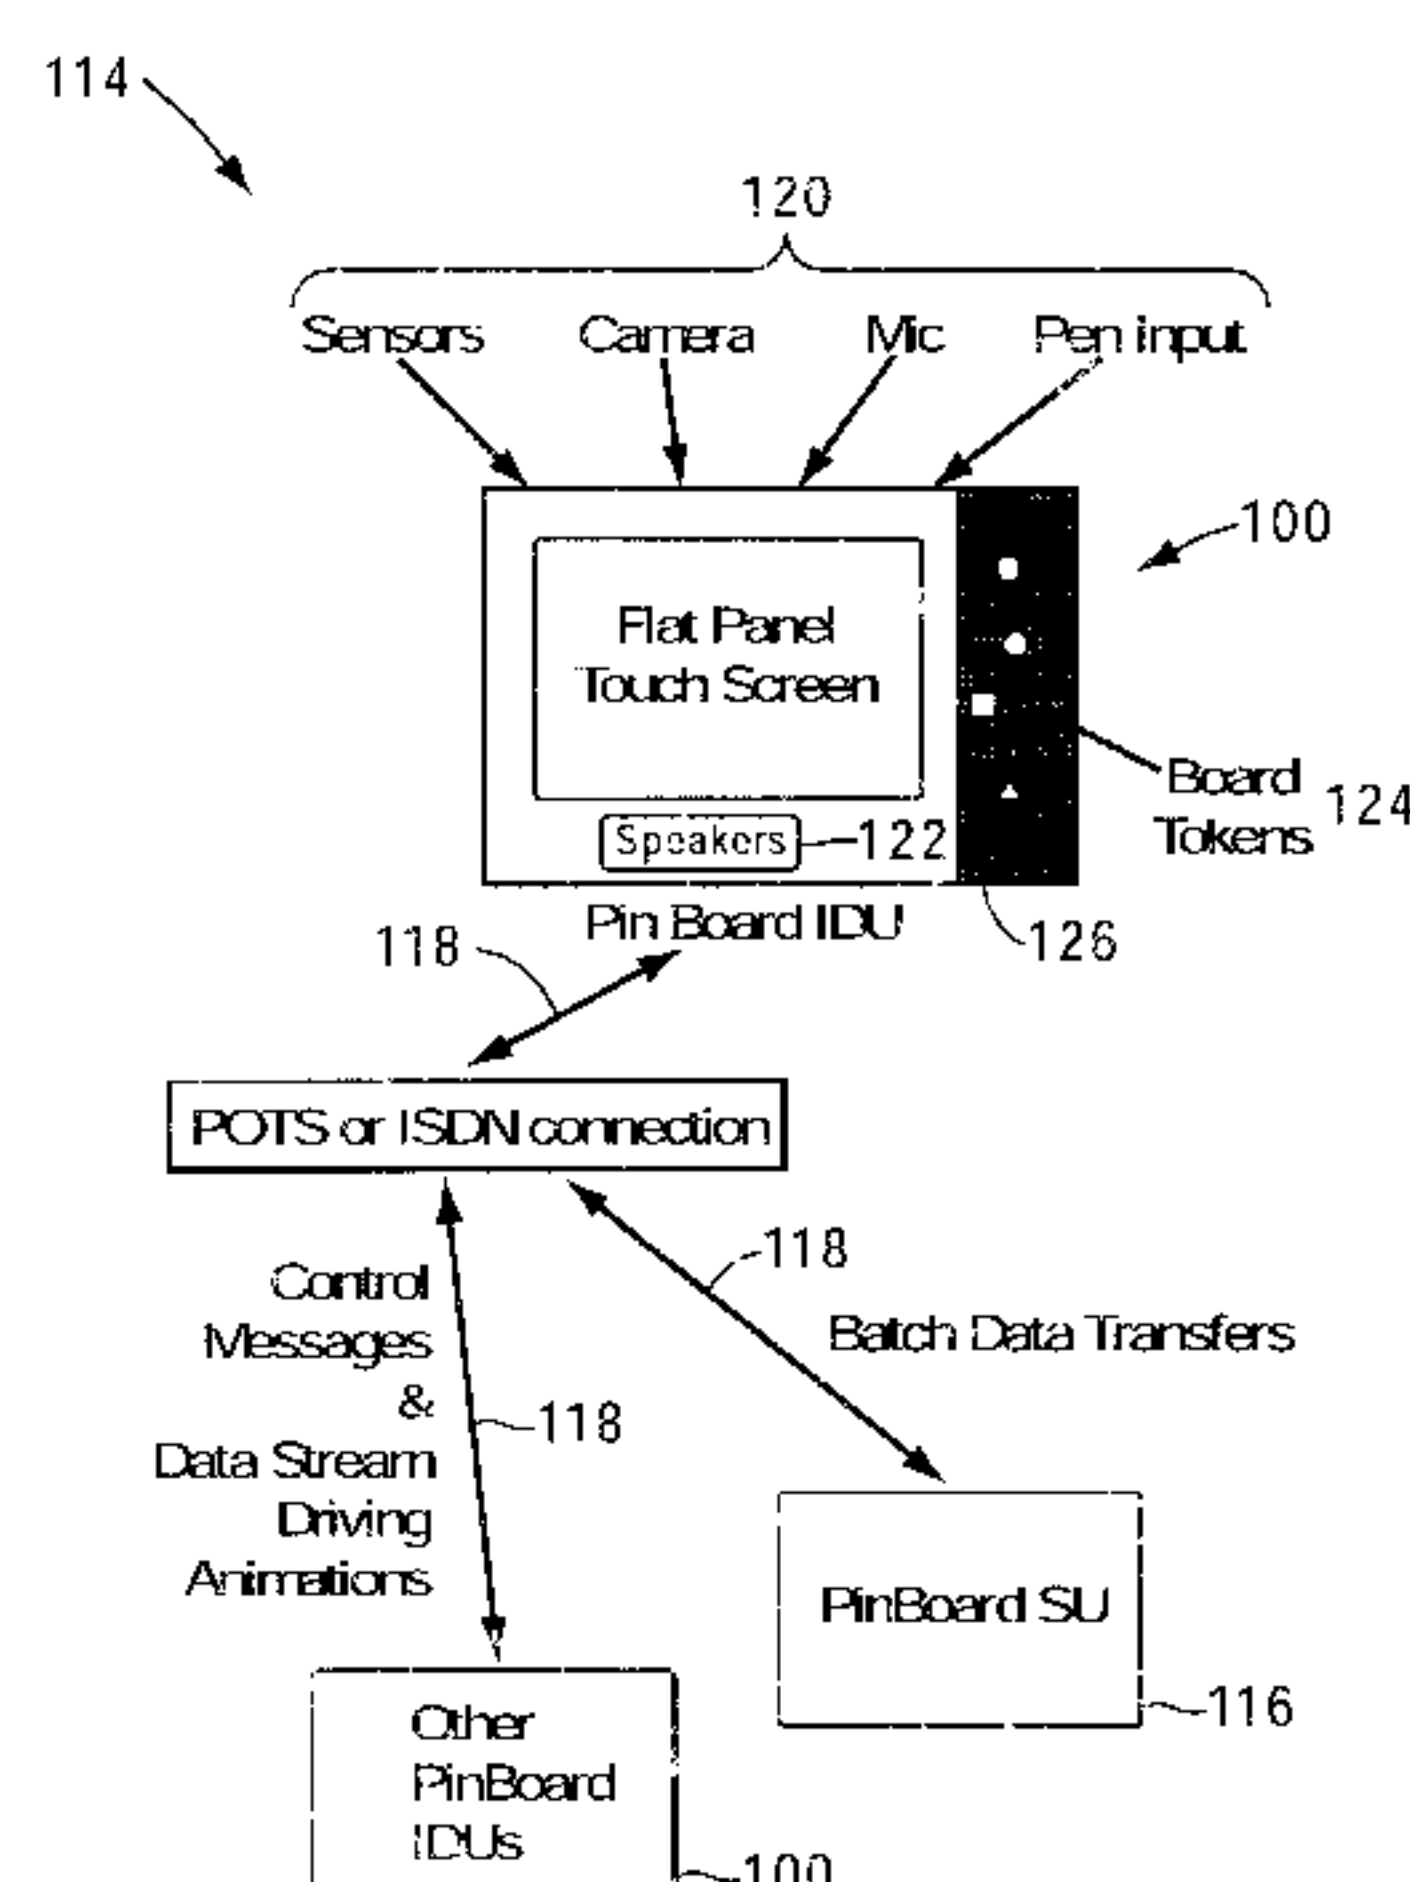 114
120
Sensors Camera Mic Pen input
100
Flat Panel
Touch Screen
Board
Tokens 124
Speakers 122
Pin Board IDU
126
118
POTS or ISDN connection
118
Control
Messages
&
Data Stream
Driving
Animations
Batch Data Transfers
118
PinBoard SU
116
Other
PinBoard
IDUs
100